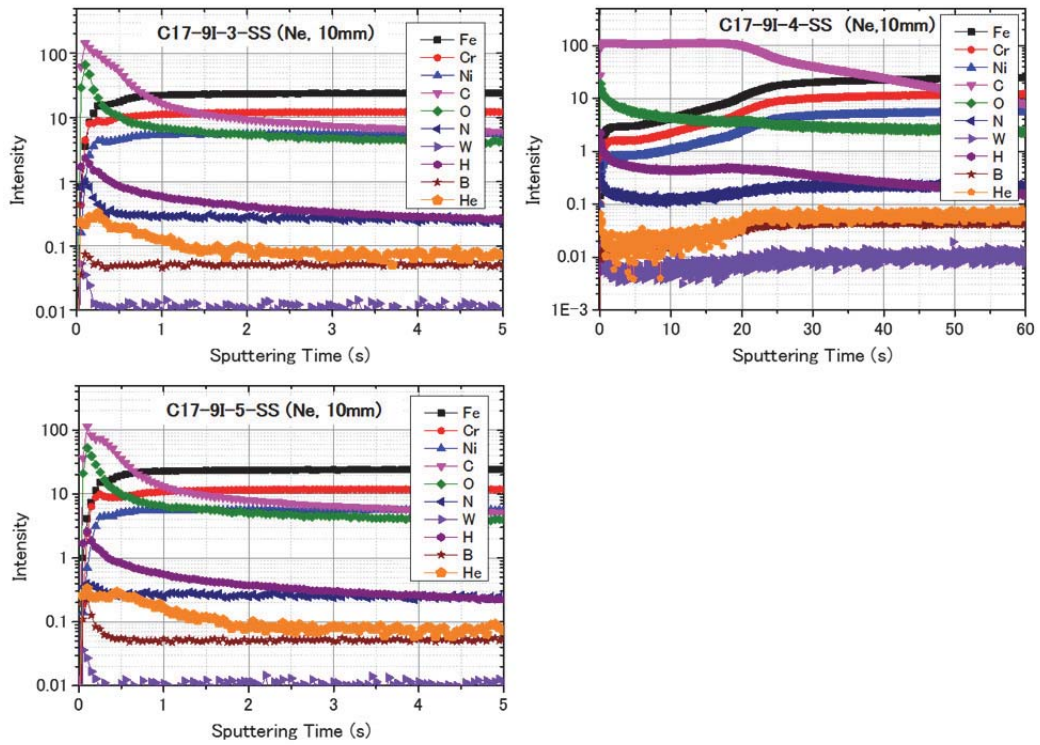 C17-9I-3-SS (Ne, 10mm)
Fe
Cr
Ni
C
O
N
W
H
B
He
Intensity
100
10
1
0.1
0.01
0
1
2
3
4
5
Sputtering Time (s)
C17-9I-4-SS (Ne,10mm)
Fe
Cr
Ni
C
O
N
W
H
B
He
Intensity
100
10
1
0.1
0.01
1E-3
0
10
20
30
40
50
60
Sputtering Time (s)
C17-9I-5-SS (Ne, 10mm)
Fe
Cr
Ni
C
O
N
W
H
B
He
Intensity
100
10
1
0.1
0.01
0
1
2
3
4
5
Sputtering Time (s)